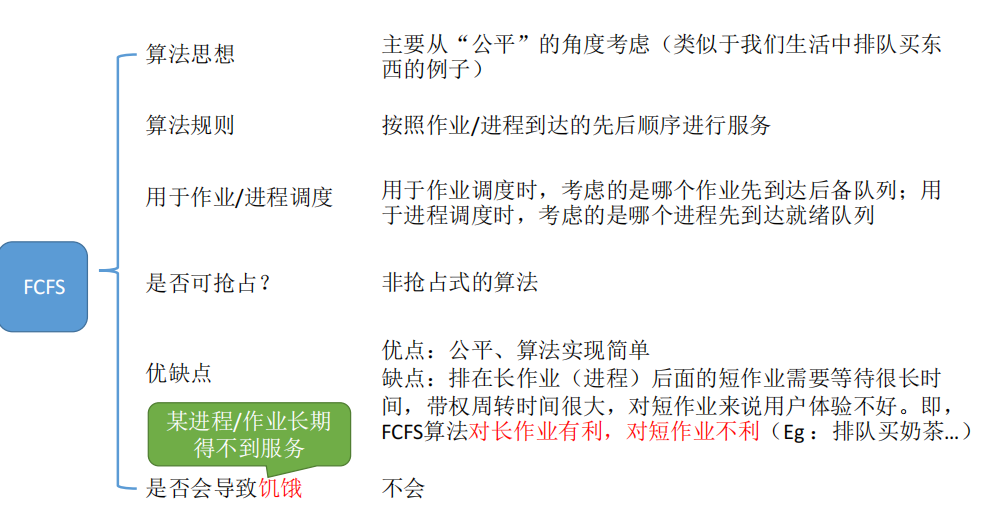 FCFS
算法思想
主要从“公平”的角度考虑（类似于我们生活中排队买东
西的例子）
算法规则
按照作业/进程到达的先后顺序进行服务
用于作业/进程调度
用于作业调度时，考虑的是哪个作业先到达后备队列；用
于进程调度时，考虑的是哪个进程先到达就绪队列
是否可抢占？
非抢占式的算法
优缺点
优点：公平、算法实现简单
缺点：排在长作业（进程）后面的短作业需要等待很长时
间，带权周转时间很大，对短作业来说用户体验不好。即，
FCFS算法对长作业有利，对短作业不利（Eg：排队买奶茶…）
某进程/作业长期
得不到服务
是否会导致饥饿
不会